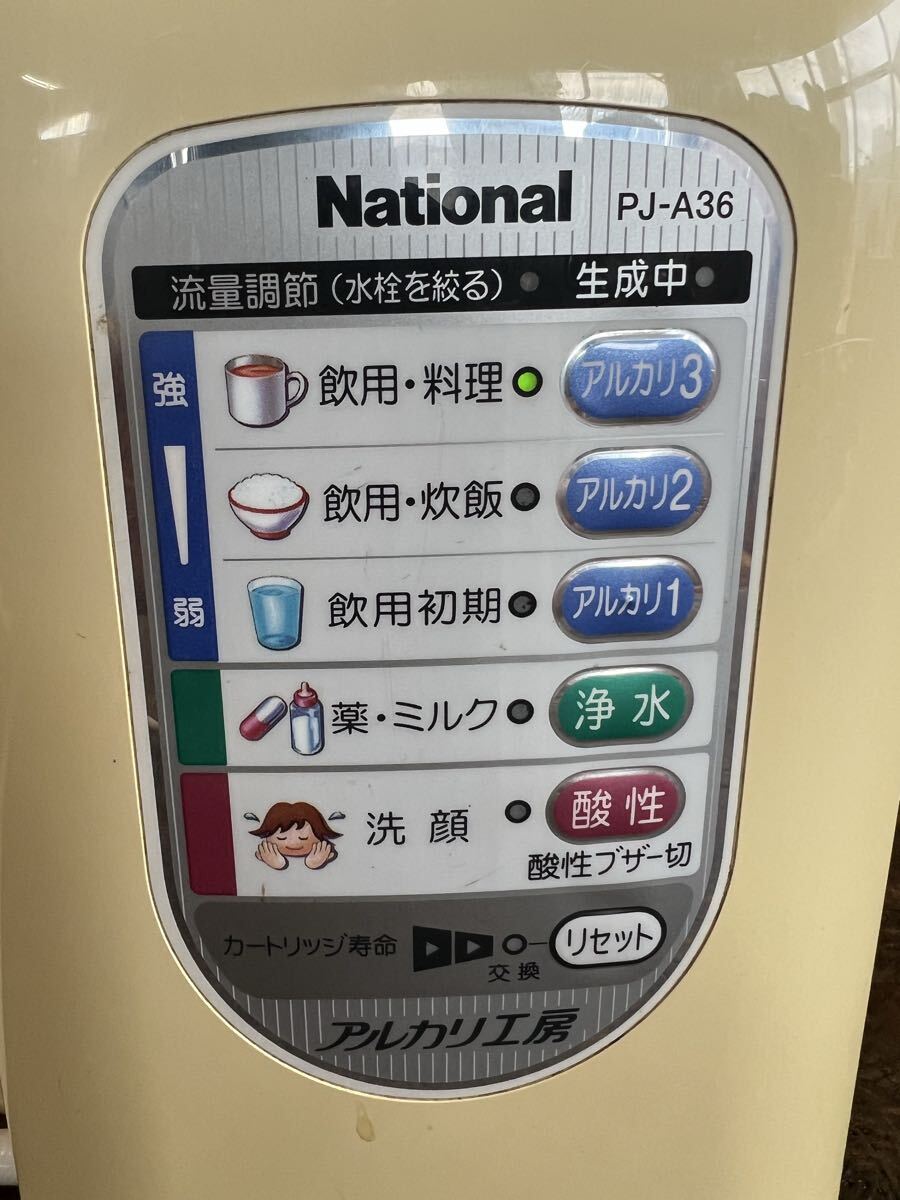 National PJ-A36
流量調節(水栓を絞る) 生成中
強
飲用・料理 アルカリ3
飲用・炊飯 アルカリ2
弱
飲用初期 アルカリ1
薬・ミルク 浄水
洗顔 酸性
酸性ブザー切
カートリッジ寿命 リセット
交換
アルカリ工房